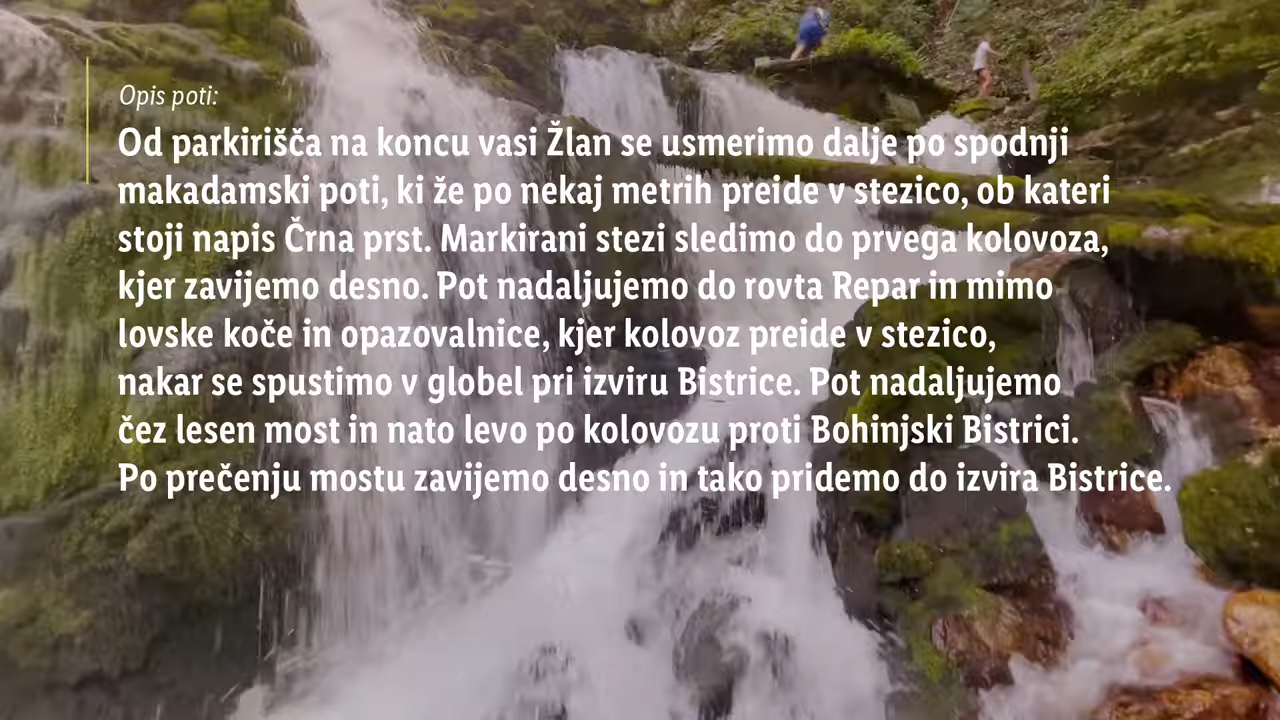 Opis poti:
Od parkirišča na koncu vasi Žlan se usmerimo dalje po spodnji
makadamski poti, ki že po nekaj metrih preide v stezico, ob kateri
stoji napis Črna prst. Markirani stezi sledimo do prvega kolovoza,
kjer zavijemo desno. Pot nadaljujemo do rovta Repar in mimo
lovske koče in opazovalnice, kjer kolovoz preide v stezico,
nakar se spustimo v globel pri izviru Bistrice. Pot nadaljujemo
čez lesen most in nato levo po kolovozu proti Bohinjski Bistrici.
Po prečenju mostu zavijemo desno in tako pridemo do izvira Bistrice.